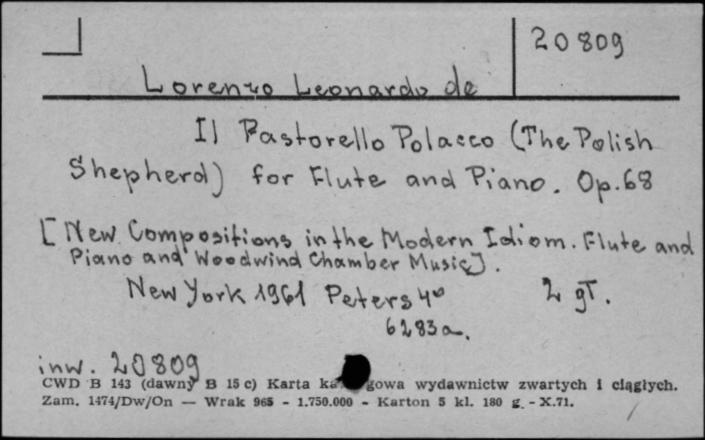 20809
Lorenzo Leonardo de
Il Pastorello Polacco (The Polish
Shepherd) for Flute and Piano. Op. 68
[New Compositions in the Modern Idiom. Flute and
Piano and Woodwind Chamber Music].
New York 1961 Peters 4° 2 gł.
6283a.
inw. 20809
CWD B 143 (dawny B 15 c) Karta ka gowa wydawnictw zwartych i ciągłych.
Zam. 1474/Dw/On — Wrak 965 - 1.750.000 - Karton 5 kl. 180 g. - X.71.